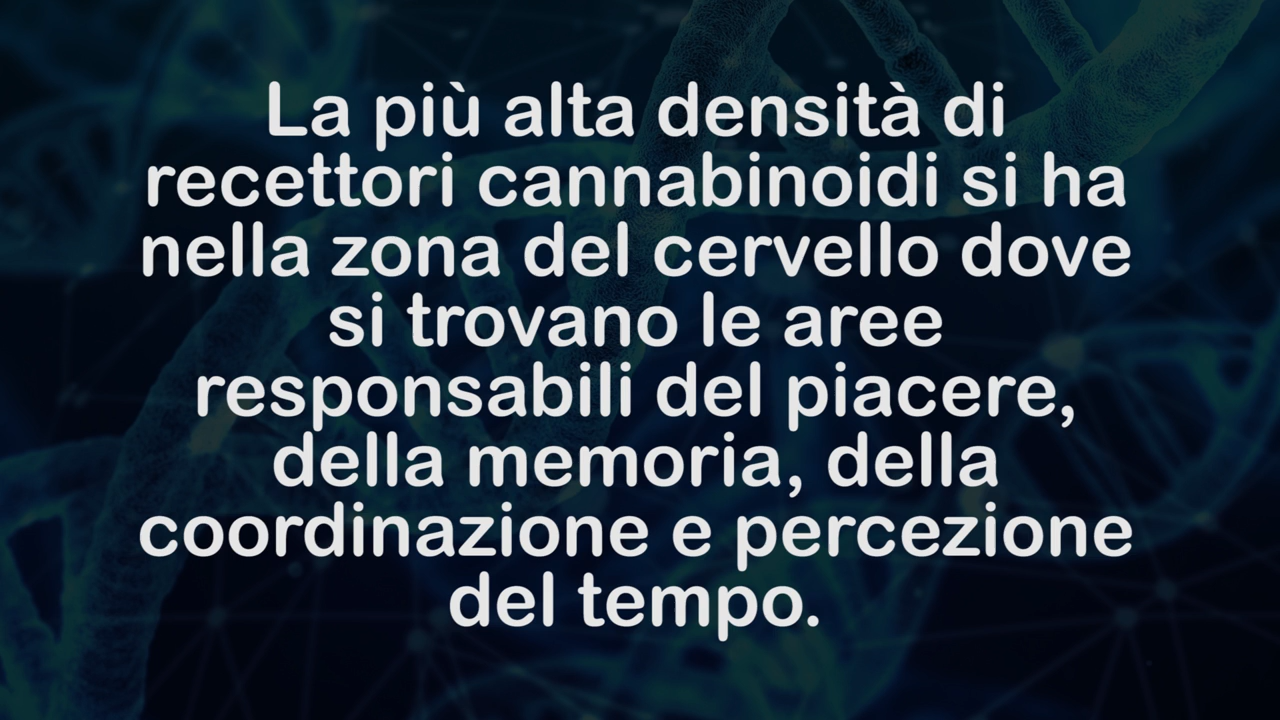 La più alta densità di
recettori cannabinoidi si ha
nella zona del cervello dove
si trovano le aree
responsabili del piacere,
della memoria, della
coordinazione e percezione
del tempo.